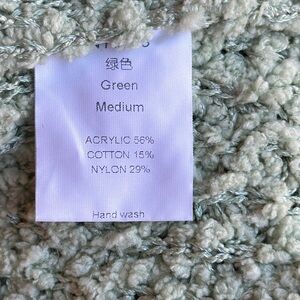 绿色
Green
Medium
ACRYLIC 56%
COTTON 15%
NYLON 29%
Hand wash